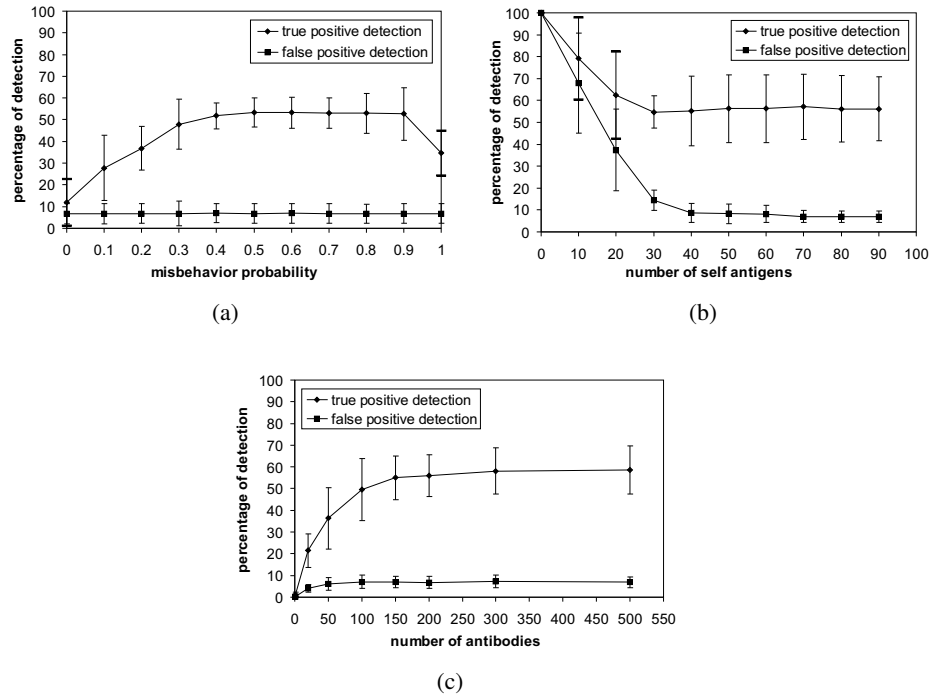 percentage of detection
100
90
80
70
60
50
40
30
20
10
0
true positive detection
false positive detection
0 0.1 0.2 0.3 0.4 0.5 0.6 0.7 0.8 0.9 1
misbehavior probability
(a)
percentage of detection
100
90
80
70
60
50
40
30
20
10
0
true positive detection
false positive detection
0 10 20 30 40 50 60 70 80 90 100
number of self antigens
(b)
percentage of detection
100
90
80
70
60
50
40
30
20
10
0
true positive detection
false positive detection
0 50 100 150 200 250 300 350 400 450 500 550
number of antibodies
(c)